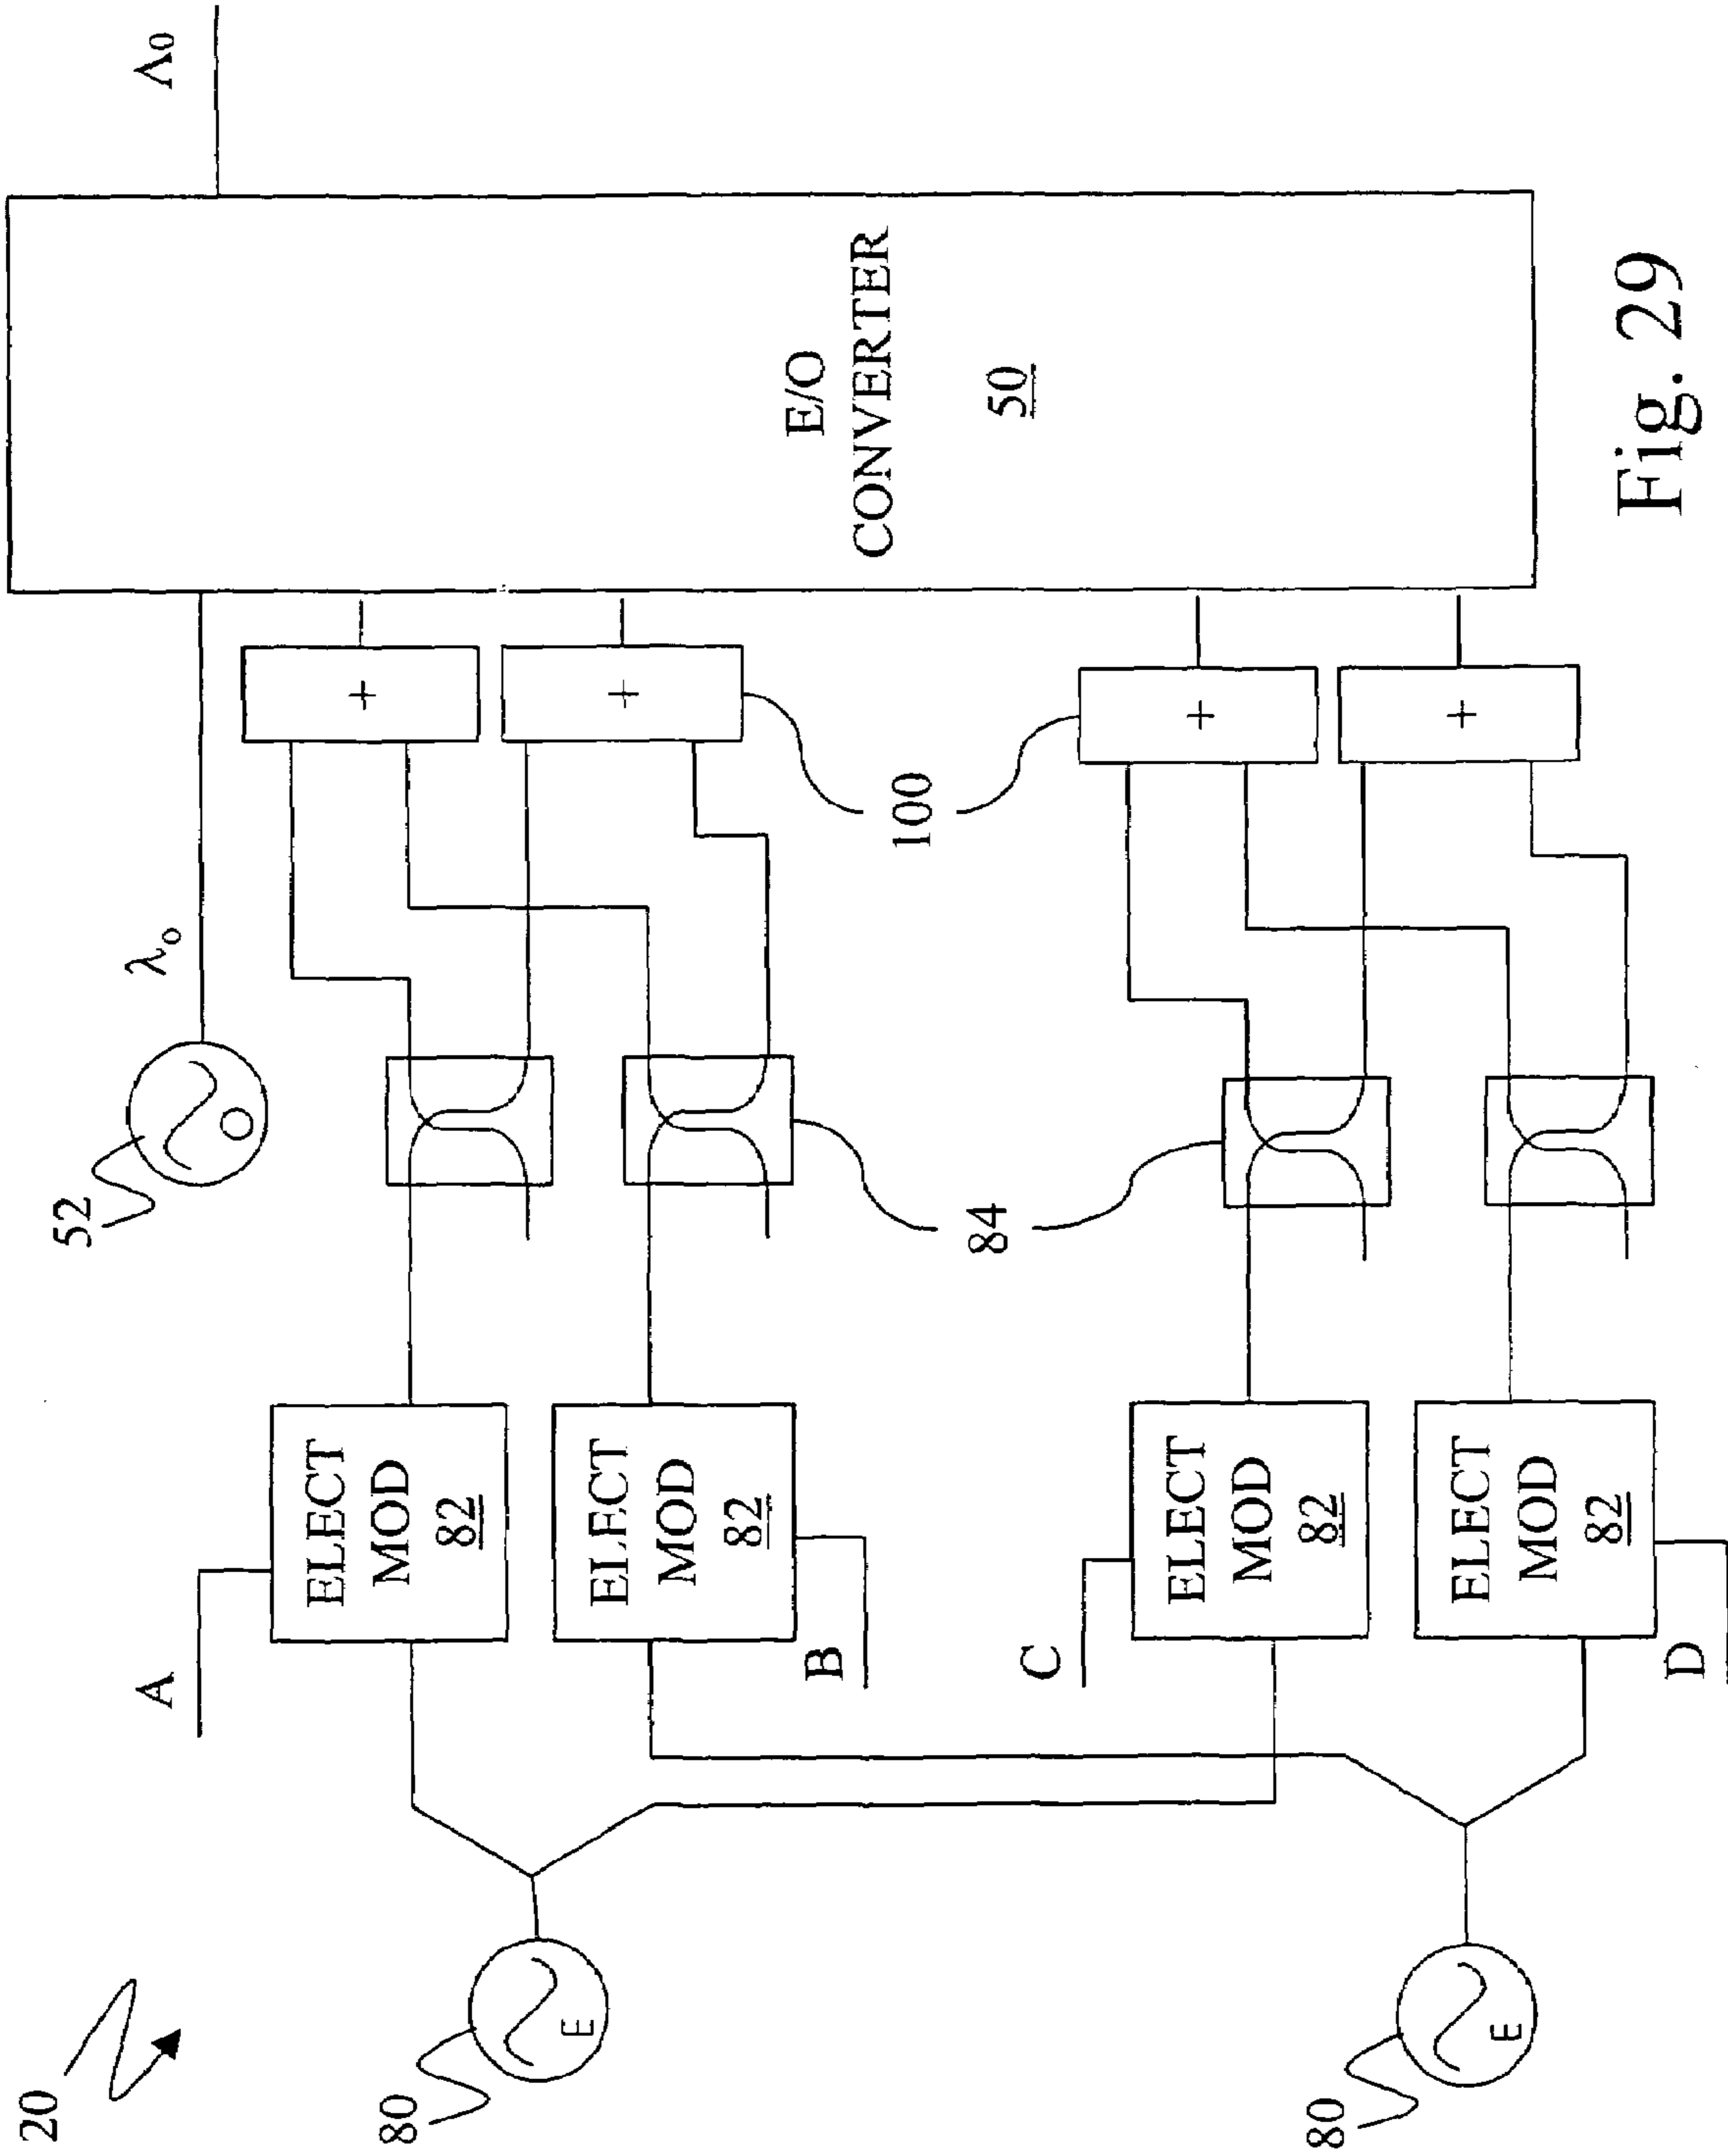 20
52
O
λo
Λ0
A
ELECT
MOD
82
+
80
E
ELECT
MOD
82
+
B
E/O
CONVERTER
50
84
100
C
ELECT
MOD
82
+
80
E
ELECT
MOD
82
+
D
Fig. 29